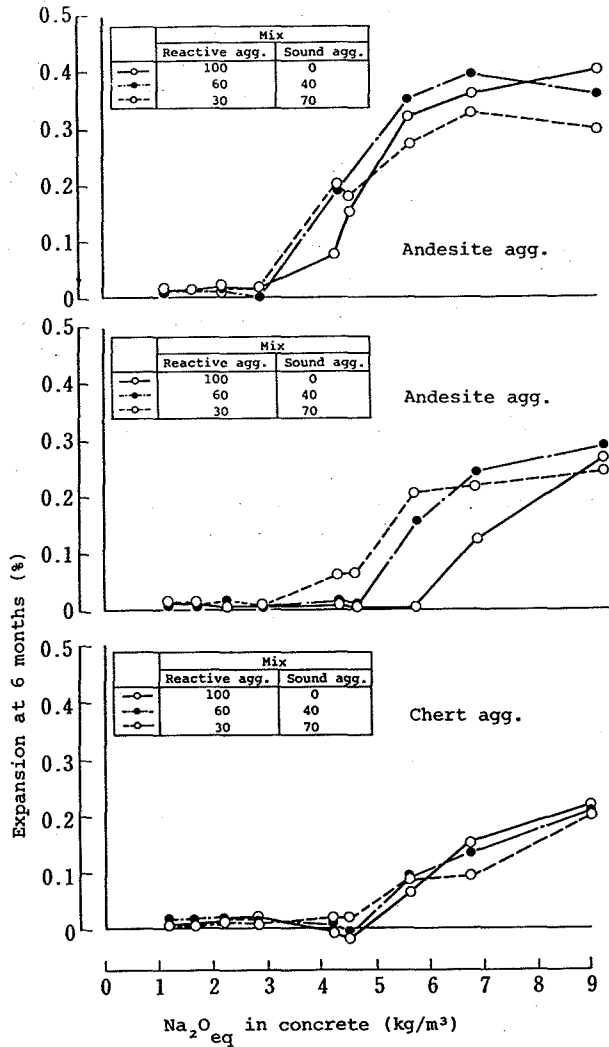 Expansion at 6 months (%)
0.5
0.4
0.3
0.2
0.1
0
Mix
Reactive agg. Sound agg.
100 0
60 40
30 70
Andesite agg.
0.5
0.4
0.3
0.2
0.1
0
Mix
Reactive agg. Sound agg.
100 0
60 40
30 70
Andesite agg.
0.5
0.4
0.3
0.2
0.1
0
Mix
Reactive agg. Sound agg.
100 0
60 40
30 70
Chert agg.
0 1 2 3 4 5 6 7 8 9
Na₂Oeq in concrete (kg/m³)